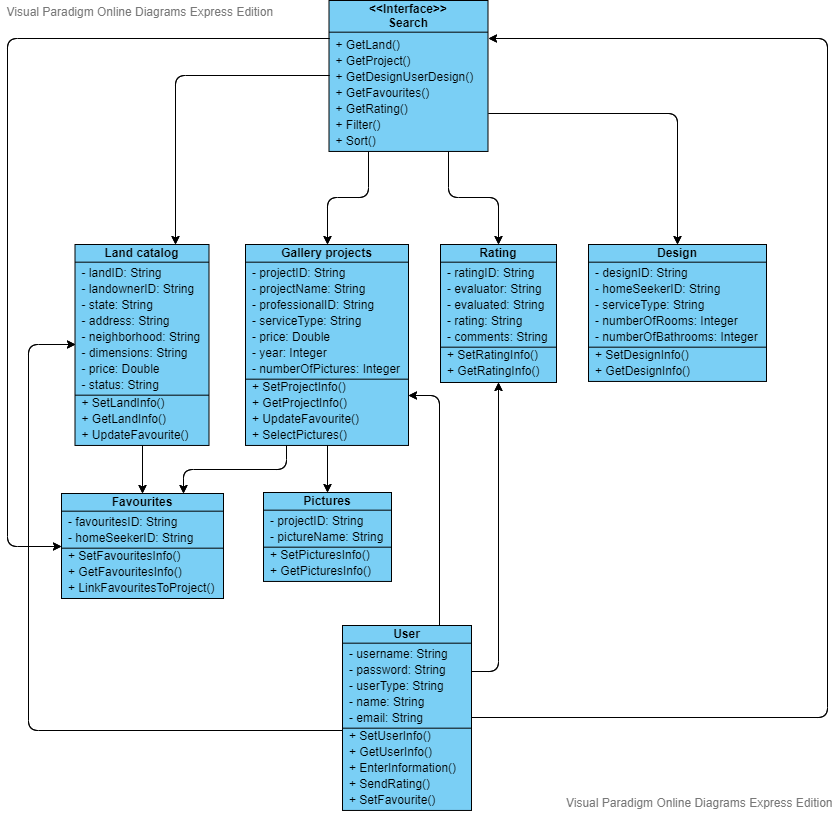 Visual Paradigm Online Diagrams Express Edition
<<Interface>>
Search
+ GetLand()
+ GetProject()
+ GetDesignUserDesign()
+ GetFavourites()
+ GetRating()
+ Filter()
+ Sort()
Land catalog
- landID: String
- landownerID: String
- state: String
- address: String
- neighborhood: String
- dimensions: String
- price: Double
- status: String
+ SetLandInfo()
+ GetLandInfo()
+ UpdateFavourite()
Gallery projects
- projectID: String
- projectName: String
- professionalID: String
- serviceType: String
- price: Double
- year: Integer
- numberOfPictures: Integer
+ SetProjectInfo()
+ GetProjectInfo()
+ UpdateFavourite()
+ SelectPictures()
Rating
- ratingID: String
- evaluator: String
- evaluated: String
- rating: String
- comments: String
+ SetRatingInfo()
+ GetRatingInfo()
Design
- designID: String
- homeSeekerID: String
- serviceType: String
- numberOfRooms: Integer
- numberOfBathrooms: Integer
+ SetDesignInfo()
+ GetDesignInfo()
Favourites
- favouritesID: String
- homeSeekerID: String
+ SetFavouritesInfo()
+ GetFavouritesInfo()
+ LinkFavouritesToProject()
Pictures
- projectID: String
- pictureName: String
+ SetPicturesInfo()
+ GetPicturesInfo()
User
- username: String
- password: String
- userType: String
- name: String
- email: String
+ SetUserInfo()
+ GetUserInfo()
+ EnterInformation()
+ SendRating()
+ SetFavourite()
Visual Paradigm Online Diagrams Express Edition